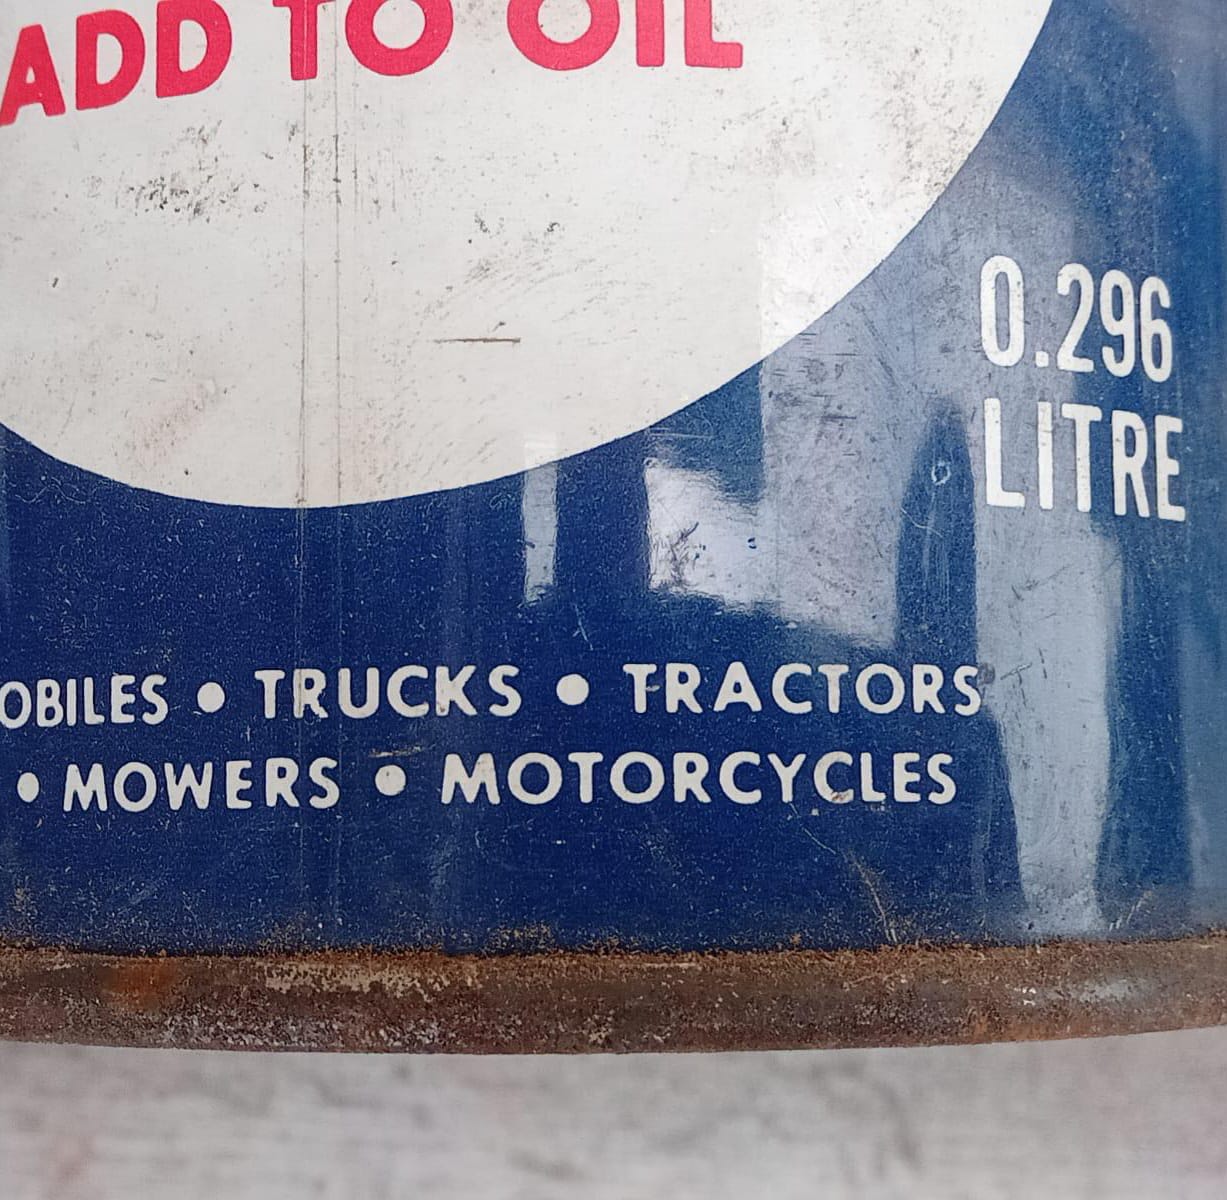 ADD TO OIL
0.296
LITRE
OBILES • TRUCKS • TRACTORS
• MOWERS • MOTORCYCLES